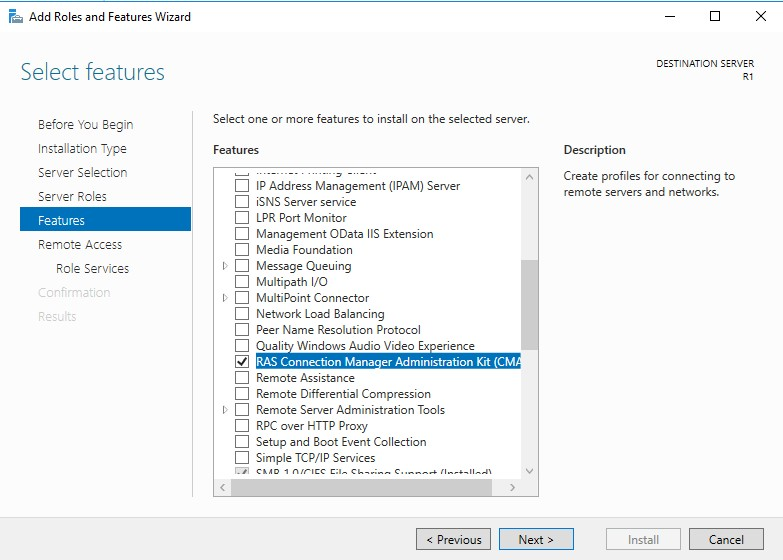 Add Roles and Features Wizard
Select features
DESTINATION SERVER
R1
Before You Begin
Installation Type
Server Selection
Server Roles
Features
Remote Access
Role Services
Confirmation
Results
Select one or more features to install on the selected server.
Features
Internet Printing Client
IP Address Management (IPAM) Server
iSNS Server service
LPR Port Monitor
Management OData IIS Extension
Media Foundation
Message Queuing
Multipath I/O
MultiPoint Connector
Network Load Balancing
Peer Name Resolution Protocol
Quality Windows Audio Video Experience
RAS Connection Manager Administration Kit (CMA
Remote Assistance
Remote Differential Compression
Remote Server Administration Tools
RPC over HTTP Proxy
Setup and Boot Event Collection
Simple TCP/IP Services
SMB 1.0/CIFS File Sharing Support (Installed)
Description
Create profiles for connecting to
remote servers and networks.
< Previous
Next >
Install
Cancel